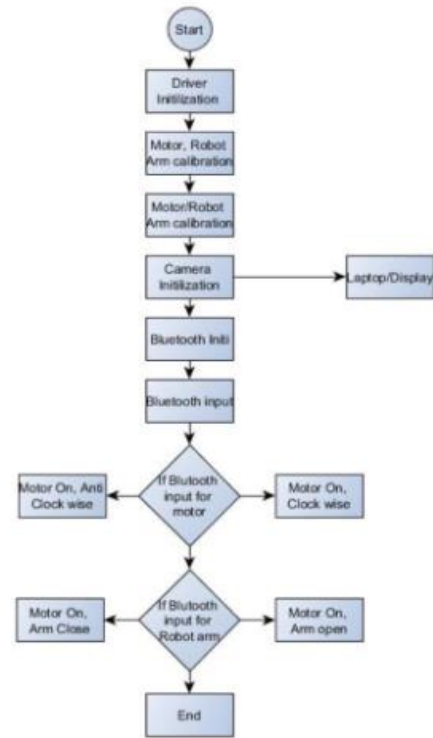 Start
Driver
Initilization
Motor, Robot
Arm calibration
Motor/Robot
Arm calibration
Camera
Initilization
Laptop/Display
Bluetooth Initi
Bluetooth input
If Blutooth
input for
motor
Motor On, Anti
Clock wise
Motor On,
Clock wise
If Blutooth
input for
Robot arm
Motor On,
Arm Close
Motor On,
Arm open
End